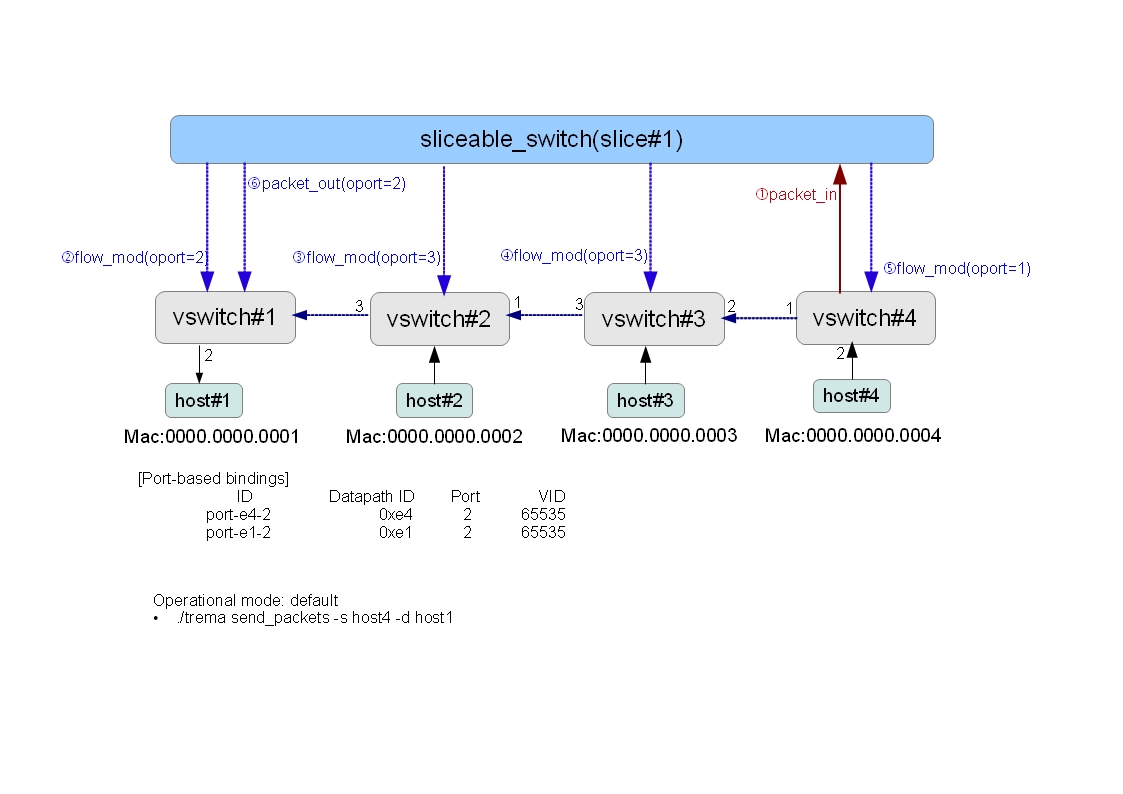 sliceable_switch(slice#1)
⑥packet_out(oport=2)
①packet_in
②flow_mod(oport=2)
③flow_mod(oport=3)
④flow_mod(oport=3)
⑤flow_mod(oport=1)
3 1 3 2 1
vswitch#1 vswitch#2 vswitch#3 vswitch#4
2 2
host#1 host#2 host#3 host#4
Mac:0000.0000.0001 Mac:0000.0000.0002 Mac:0000.0000.0003 Mac:0000.0000.0004
[Port-based bindings]
ID Datapath ID Port VID
port-e4-2 0xe4 2 65535
port-e1-2 0xe1 2 65535
Operational mode: default
• ./trema send_packets -s host4 -d host1